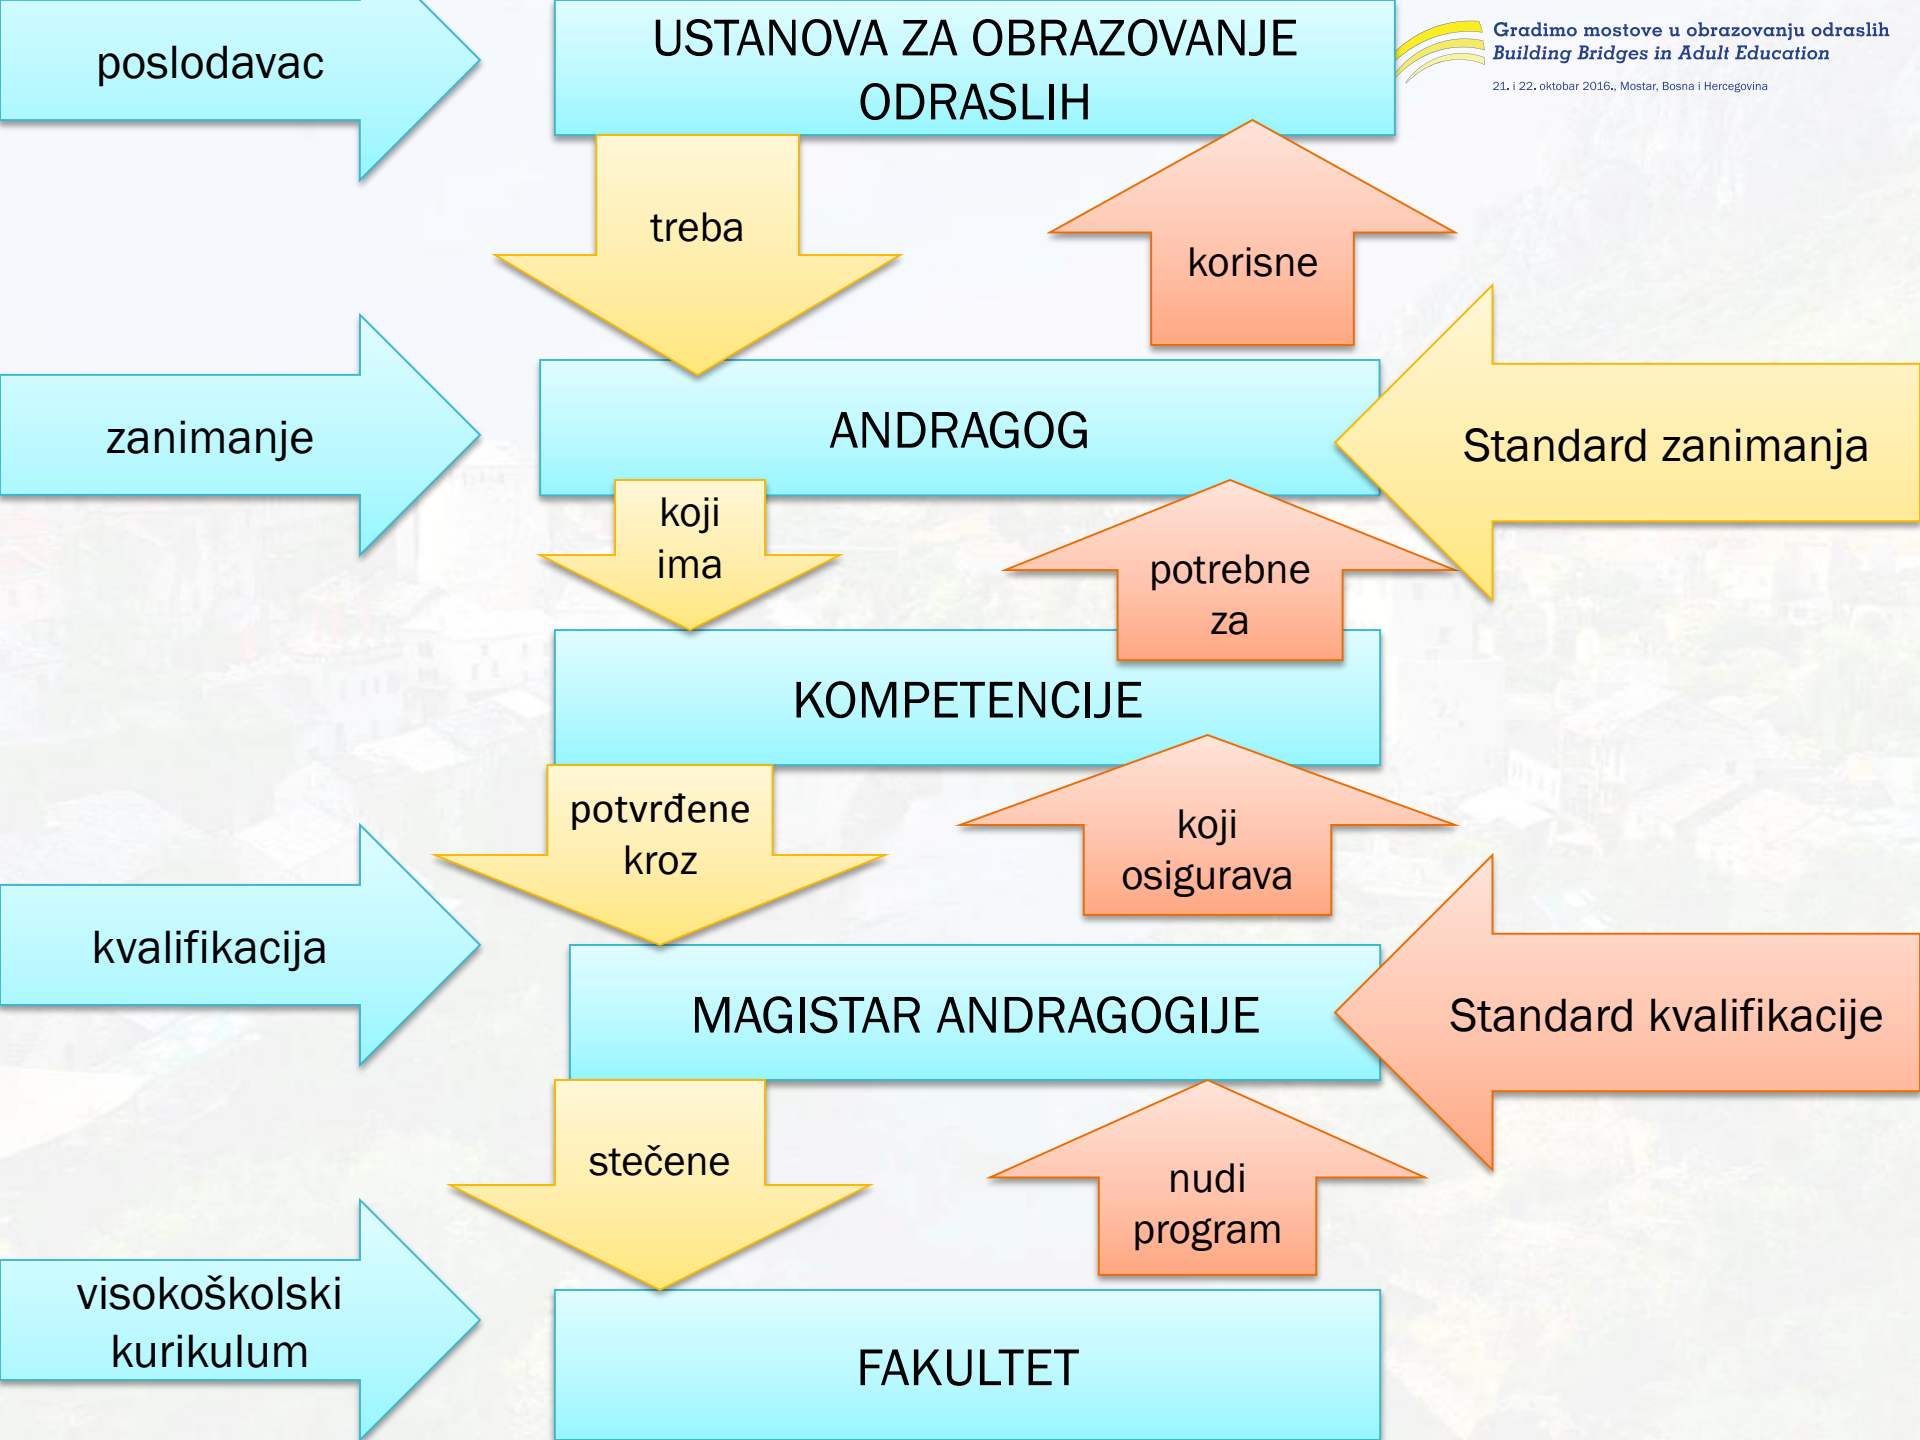 poslodavac
USTANOVA ZA OBRAZOVANJE
ODRASLIH
Gradimo mostove u obrazovanju odraslih
Building Bridges in Adult Education
21. i 22. oktobar 2016., Mostar, Bosna i Hercegovina
treba
korisne
zanimanje
ANDRAGOG
Standard zanimanja
koji
ima
potrebne
za
KOMPETENCIJE
potvrđene
kroz
koji
osigurava
kvalifikacija
MAGISTAR ANDRAGOGIJE
Standard kvalifikacije
stečene
nudi
program
visokoškolski
kurikulum
FAKULTET